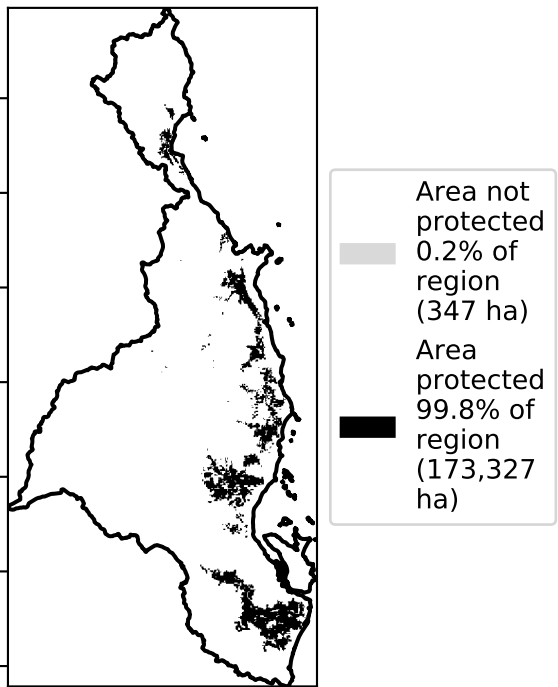 Area not
protected
0.2% of
region
(347 ha)
Area
protected
99.8% of
region
(173,327
ha)